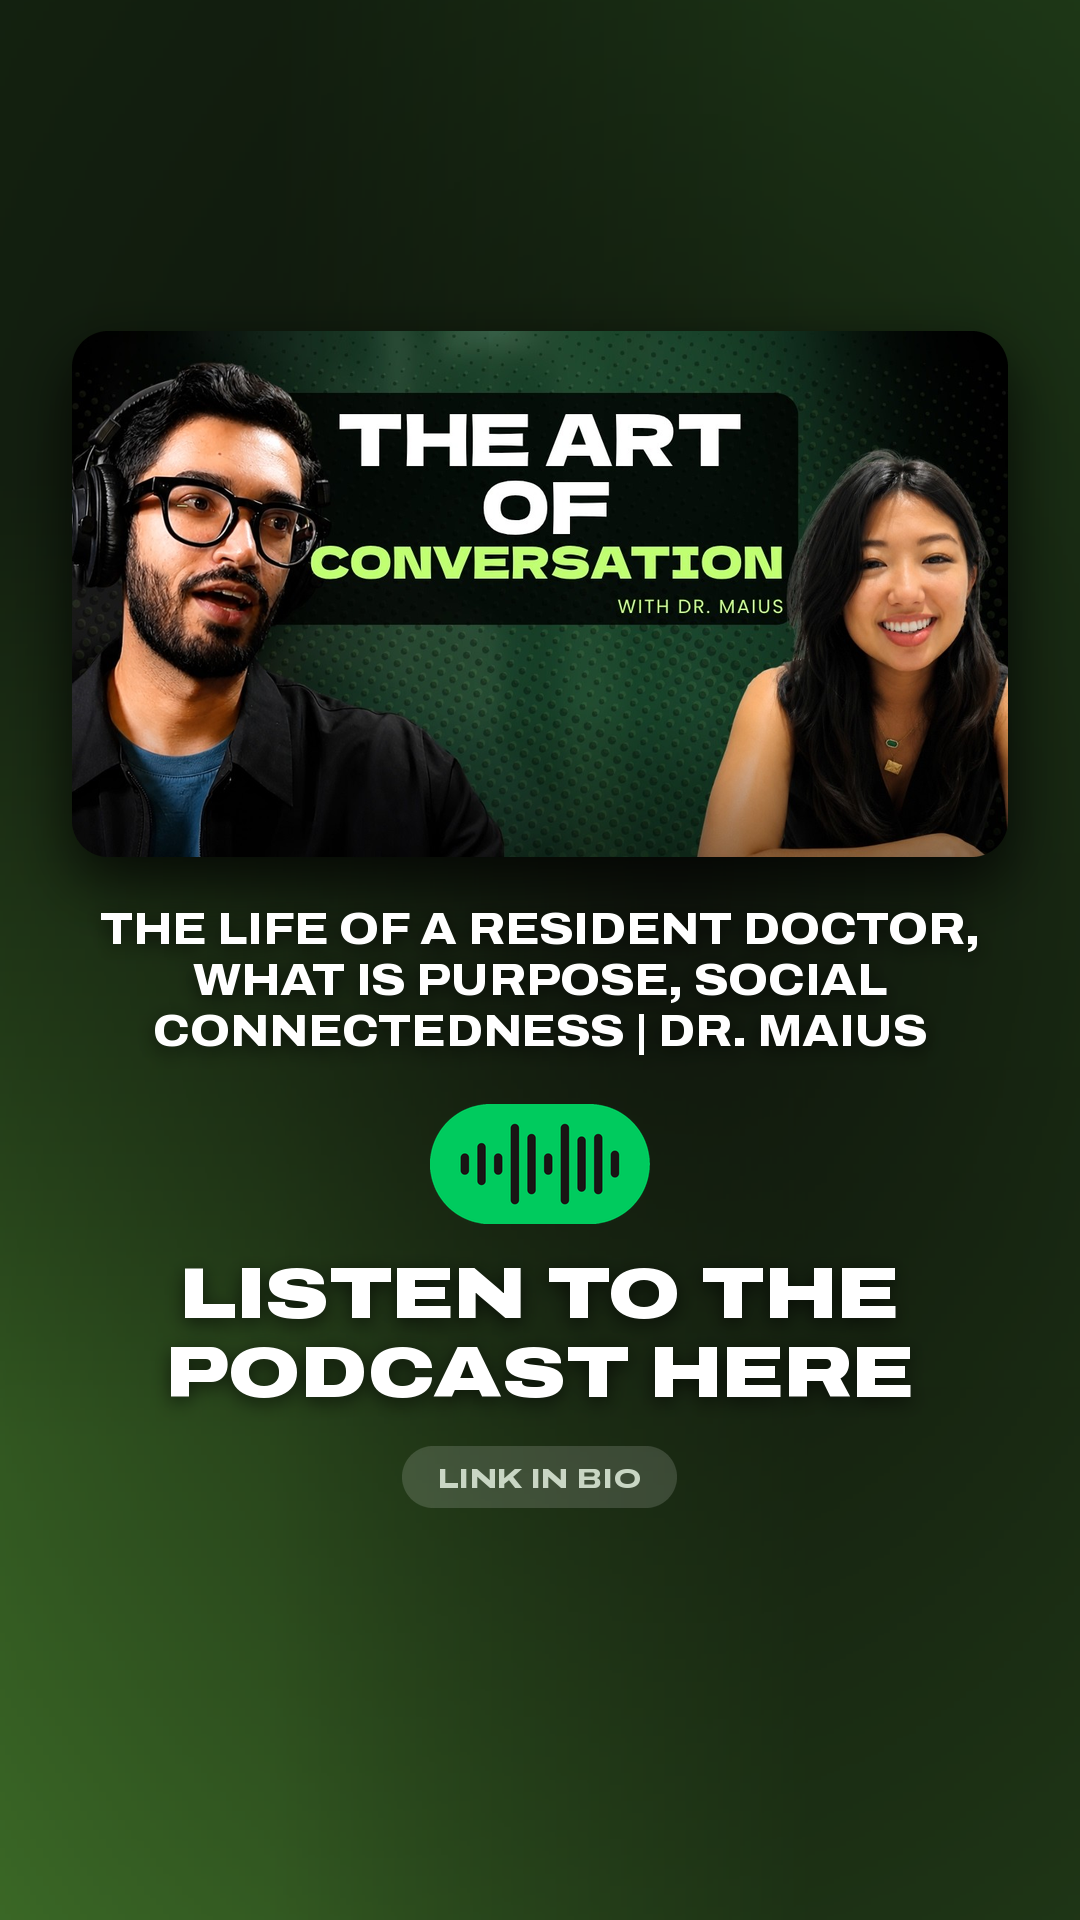 THE ART
OF
CONVERSATION
WITH DR. MAIUS
THE LIFE OF A RESIDENT DOCTOR,
WHAT IS PURPOSE, SOCIAL
CONNECTEDNESS | DR. MAIUS
LISTEN TO THE
PODCAST HERE
LINK IN BIO